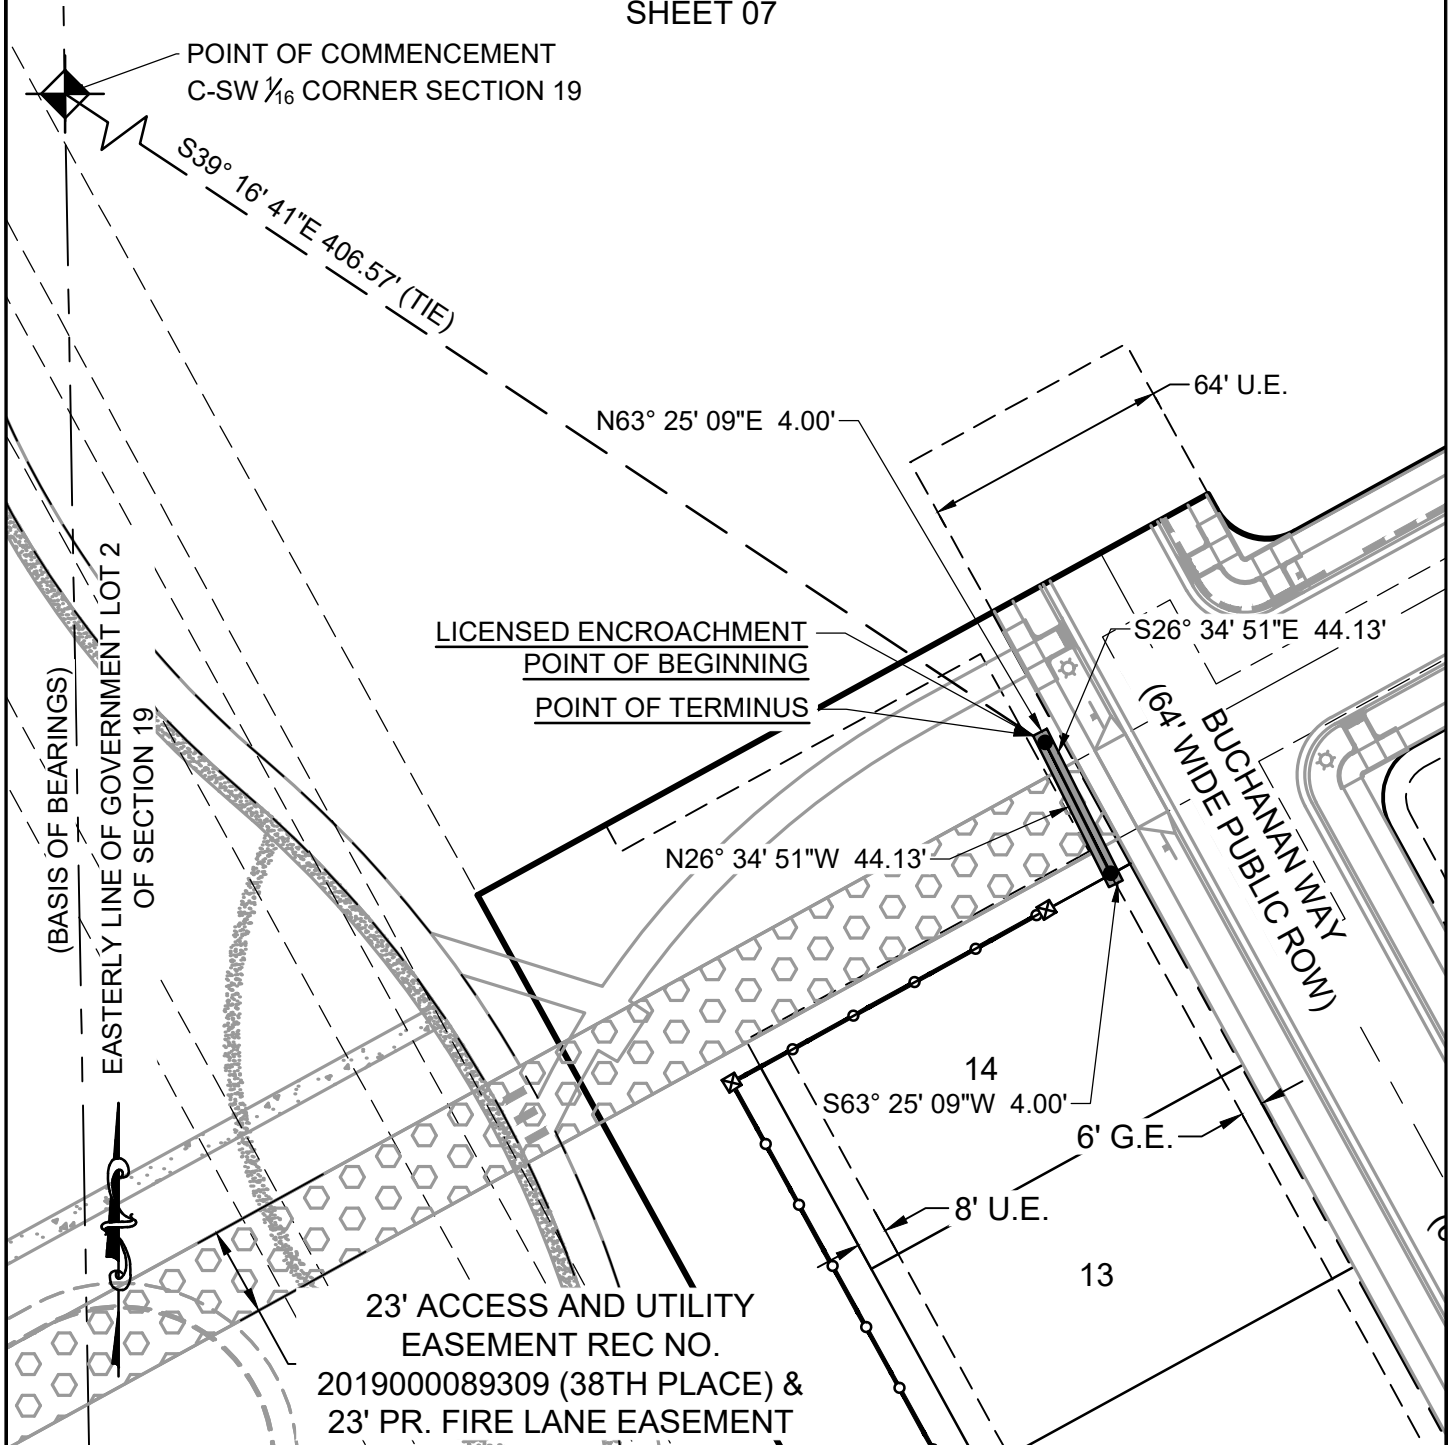 SHEET 07
POINT OF COMMENCEMENT
C-SW 1/16 CORNER SECTION 19
S39° 16' 41"E 406.57' (TIE)
64' U.E.
N63° 25' 09"E 4.00'
LICENSED ENCROACHMENT
POINT OF BEGINNING
POINT OF TERMINUS
S26° 34' 51"E 44.13'
BUCHANAN WAY
(64' WIDE PUBLIC ROW)
(BASIS OF BEARINGS)
EASTERLY LINE OF GOVERNMENT LOT 2
OF SECTION 19
N26° 34' 51"W 44.13'
14
S63° 25' 09"W 4.00'
6' G.E.
8' U.E.
13
23' ACCESS AND UTILITY
EASEMENT REC NO.
2019000089309 (38TH PLACE) &
23' PR. FIRE LANE EASEMENT